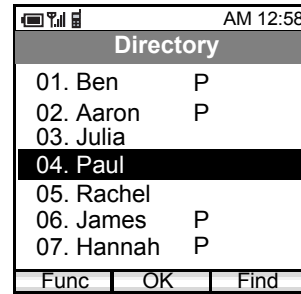 AM 12:58
Directory
01. Ben P
02. Aaron P
03. Julia
04. Paul
05. Rachel
06. James P
07. Hannah P
Func OK Find